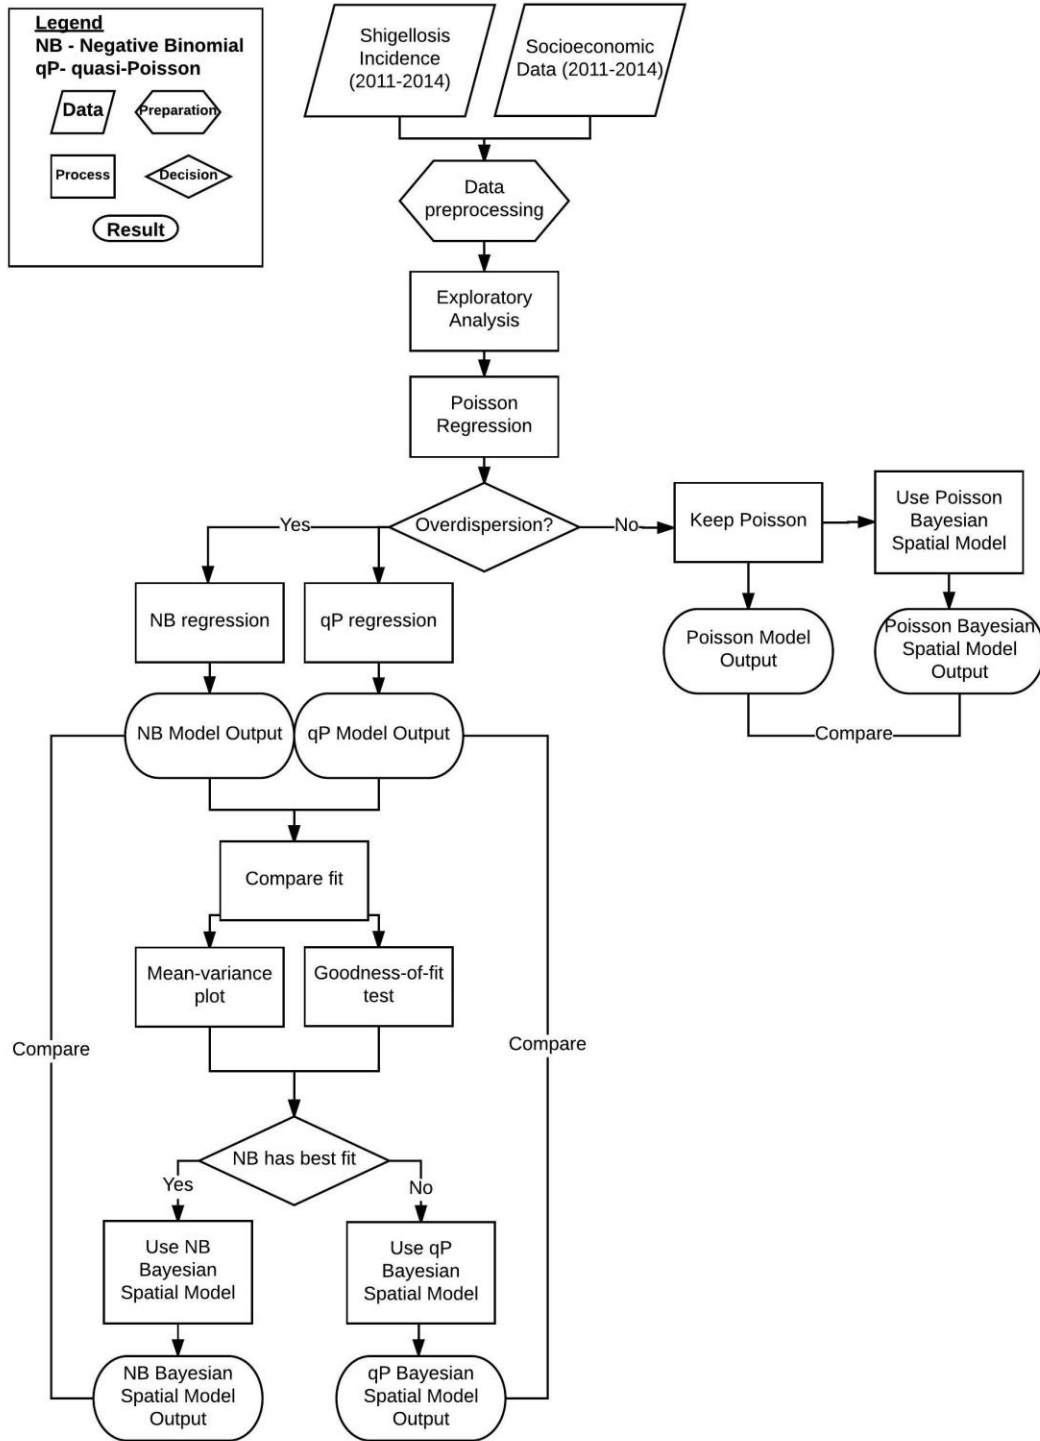 Legend
NB - Negative Binomial
qP- quasi-Poisson
Data
Preparation
Process
Decision
Result
Shigellosis
Incidence
(2011-2014)
Socioeconomic
Data (2011-2014)
Data
preprocessing
Exploratory
Analysis
Poisson
Regression
Overdispersion?
Yes
No
Keep Poisson
Use Poisson
Bayesian
Spatial Model
NB regression
qP regression
Poisson Model
Output
Poisson Bayesian
Spatial Model
Output
Compare
NB Model Output
qP Model Output
Compare fit
Mean-variance
plot
Goodness-of-fit
test
Compare
Compare
NB has best fit
Yes
No
Use NB
Bayesian
Spatial Model
Use qP
Bayesian
Spatial Model
NB Bayesian
Spatial Model
Output
qP Bayesian
Spatial Model
Output